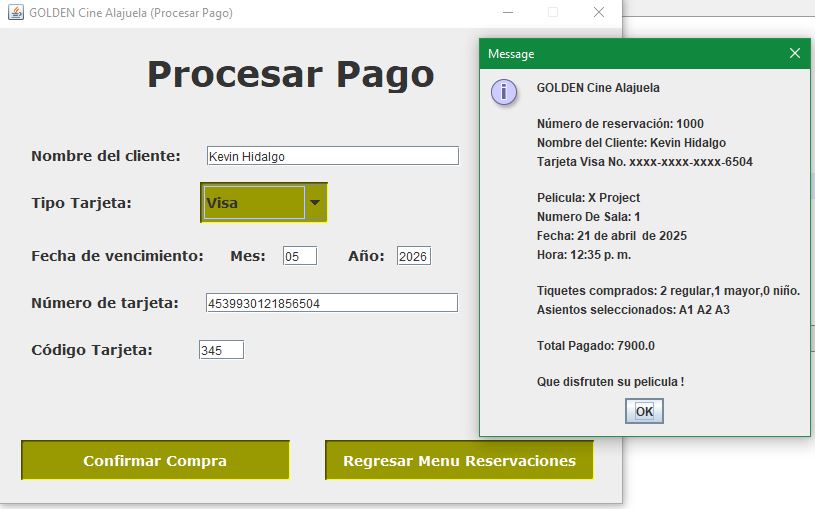 GOLDEN Cine Alajuela (Procesar Pago)
Procesar Pago
Nombre del cliente: Kevin Hidalgo
Tipo Tarjeta: Visa
Fecha de vencimiento: Mes: 05 Año: 2026
Número de tarjeta: 4539930121856504
Código Tarjeta: 345
Confirmar Compra Regresar Menu Reservaciones
Message
GOLDEN Cine Alajuela
Número de reservación: 1000
Nombre del Cliente: Kevin Hidalgo
Tarjeta Visa No. xxxx-xxxx-xxxx-6504
Pelicula: X Project
Numero De Sala: 1
Fecha: 21 de abril de 2025
Hora: 12:35 p. m.
Tiquetes comprados: 2 regular,1 mayor,0 niño.
Asientos seleccionados: A1 A2 A3
Total Pagado: 7900.0
Que disfruten su pelicula !
OK